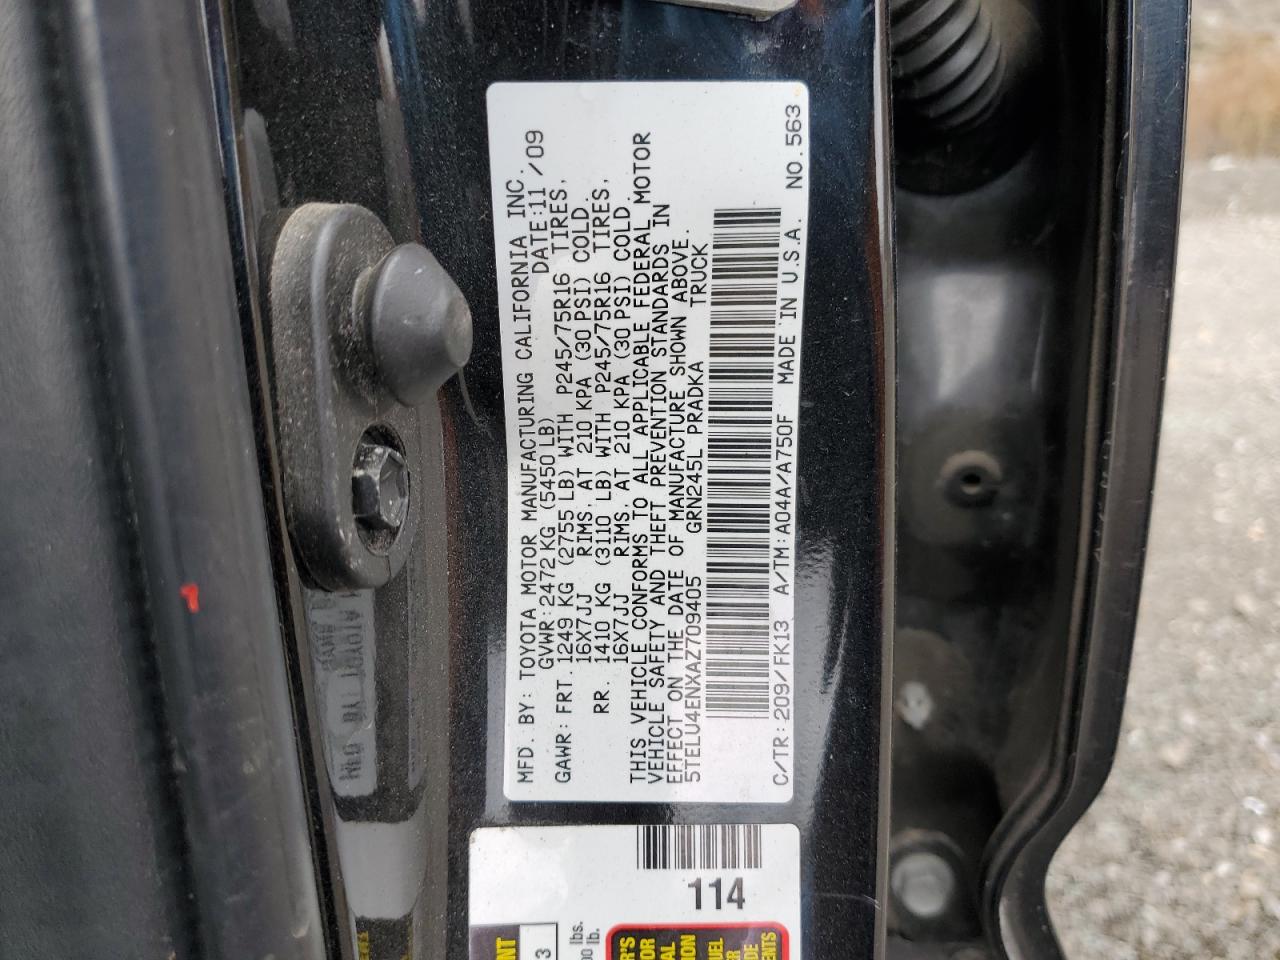 MFD. BY: TOYOTA MOTOR MANUFACTURING CALIFORNIA INC.
GVWR: 2472 KG (5450 LB) DATE: 11 /09
GAWR: FRT. 1249 KG (2755 LB) WITH P245/75R16 TIRES,
16X7JJ RIMS, AT 210 KPA (30 PSI) COLD.
RR. 1410 KG (3110 LB) WITH P245/75R16 TIRES,
16X7JJ RIMS, AT 210 KPA (30 PSI) COLD.
THIS VEHICLE CONFORMS TO ALL APPLICABLE FEDERAL MOTOR
VEHICLE SAFETY AND THEFT PREVENTION STANDARDS IN
EFFECT ON THE DATE OF MANUFACTURE SHOWN ABOVE.
5TELU4ENXAZ709405 GRN245L PRADKA TRUCK
C/TR: 209/FK13 A/TM: A04A/A750F MADE IN U.S.A. NO. 563
114
3
lbs.
lb.